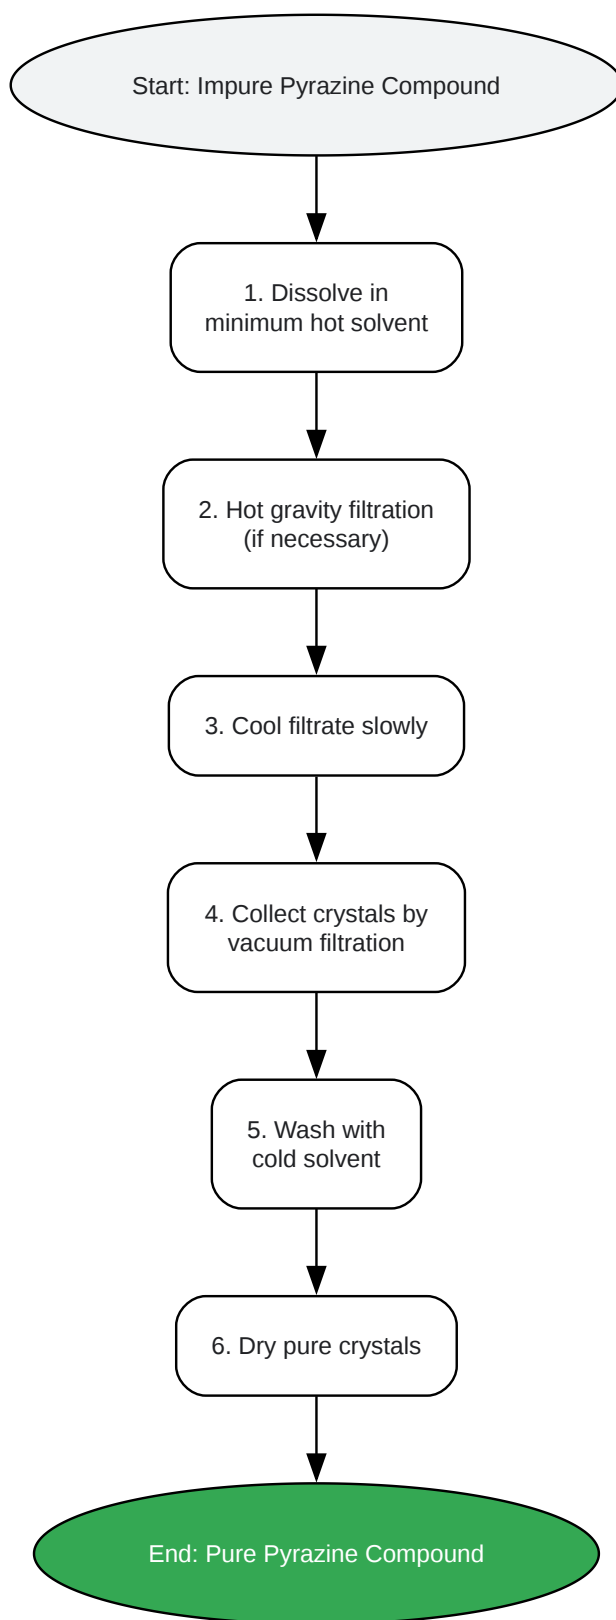 Start: Impure Pyrazine Compound
1. Dissolve in
minimum hot solvent
2. Hot gravity filtration
(if necessary)
3. Cool filtrate slowly
4. Collect crystals by
vacuum filtration
5. Wash with
cold solvent
6. Dry pure crystals
End: Pure Pyrazine Compound